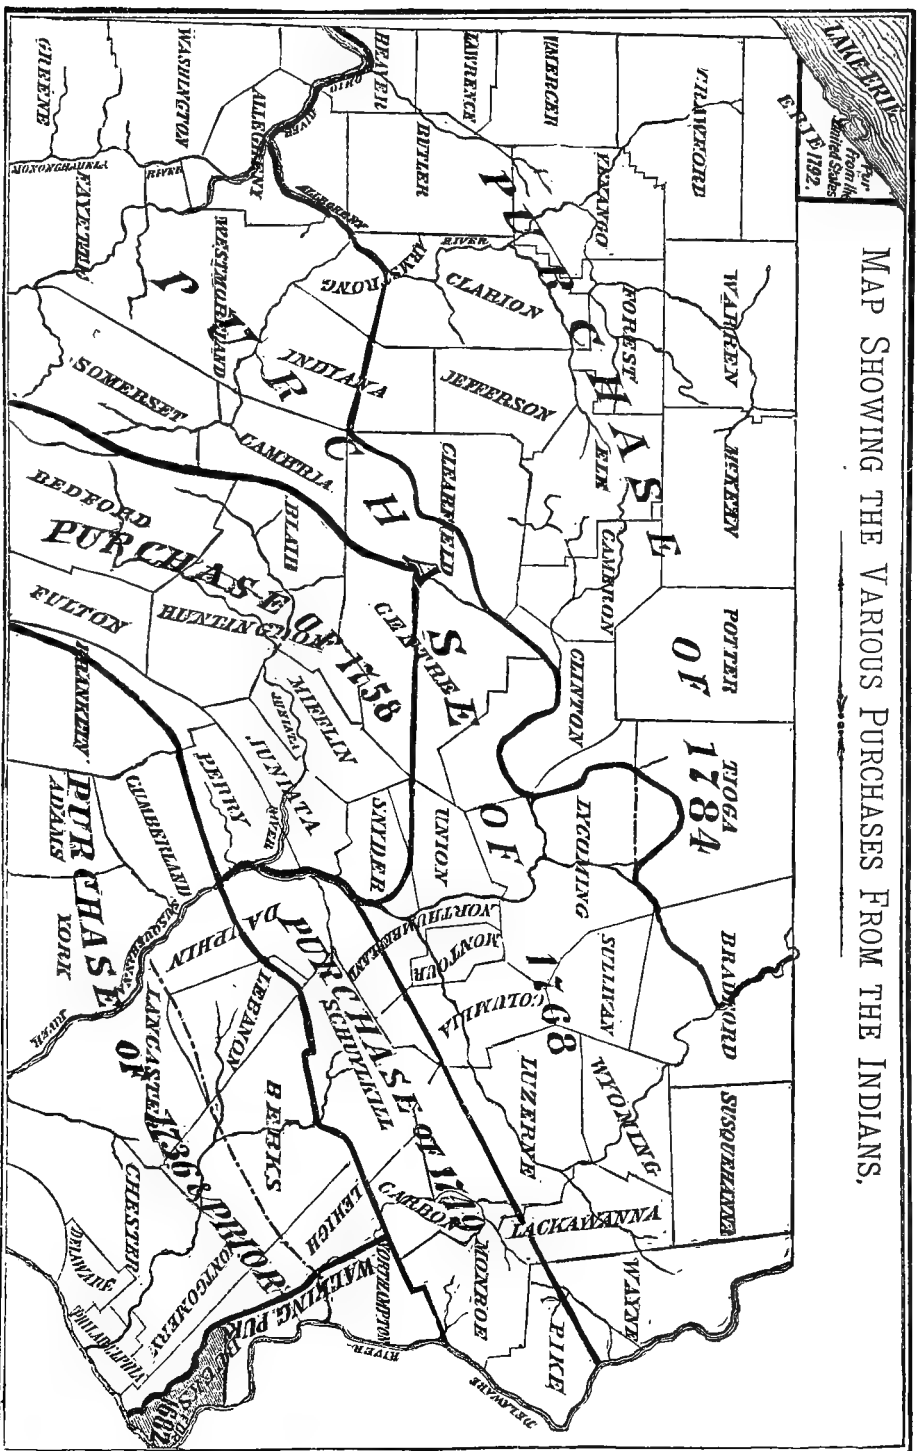 MAP SHOWING THE VARIOUS PURCHASES FROM THE INDIANS.
LAKE ERIE
ERIE
Pur
from the
United States
1792.
PURCHASE OF 1784
PURCHASE OF 1768
PURCHASE OF 1758
PURCHASE OF 1749
PURCHASE OF 1736 & PRIOR
WALKING PUR
1682
CRAWFORD
WARREN
McKEAN
POTTER
TIOGA
BRADFORD
SUSQUEHANNA
WAYNE
MERCER
VENANGO
FOREST
ELK
CAMERON
CLINTON
LYCOMING
SULLIVAN
WYOMING
LACKAWANNA
PIKE
LAWRENCE
BUTLER
CLARION
JEFFERSON
CLEARFIELD
CENTRE
UNION
NORTHUMBERLAND
MONTOUR
COLUMBIA
LUZERNE
MONROE
BEAVER
ARMSTRONG
INDIANA
CAMBRIA
BLAIR
HUNTINGDON
MIFFLIN
SNYDER
JUNIATA
PERRY
DAUPHIN
SCHUYLKILL
CARBON
NORTHAMPTON
LEHIGH
ALLEGHENY
WESTMORELAND
SOMERSET
BEDFORD
FULTON
FRANKLIN
CUMBERLAND
ADAMS
YORK
LEBANON
LANCASTER
BERKS
CHESTER
MONTGOMERY
DELAWARE
PHILADELPHIA
BUCKS
WASHINGTON
GREENE
FAYETTE
OHIO
RIVER
ALLEGHENY
RIVER
MONONGAHELA
RIVER
JUNIATA
RIVER
SUSQUEHANNA
RIVER
DELAWARE
RIVER